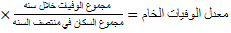 معدل الوفيات الخام = مجموع الوفيات خلال سنه / مجموع السكان في منتصف السنه ×